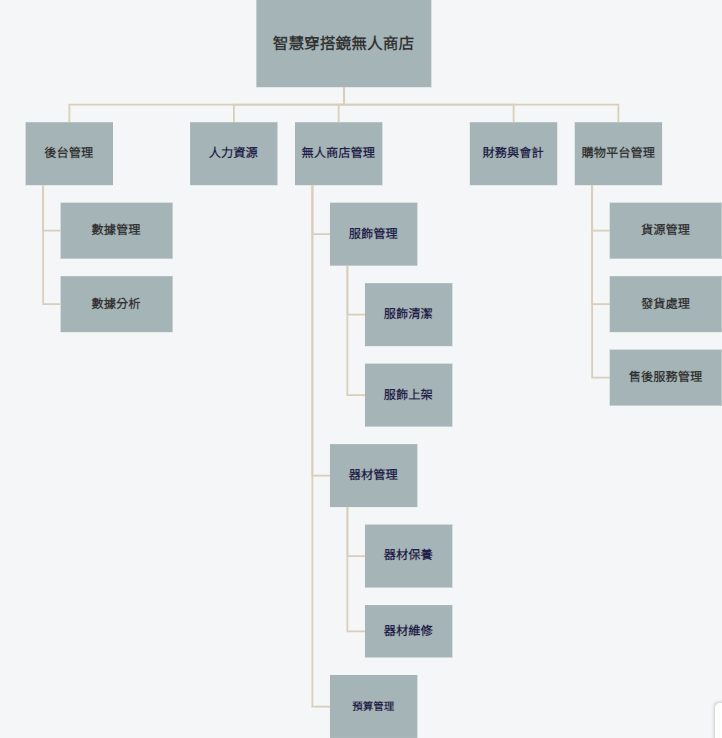 智慧穿搭鏡無人商店
後台管理
人力資源
無人商店管理
財務與會計
購物平台管理
數據管理
數據分析
服飾管理
服飾清潔
服飾上架
器材管理
器材保養
器材維修
預算管理
貨源管理
發貨處理
售後服務管理